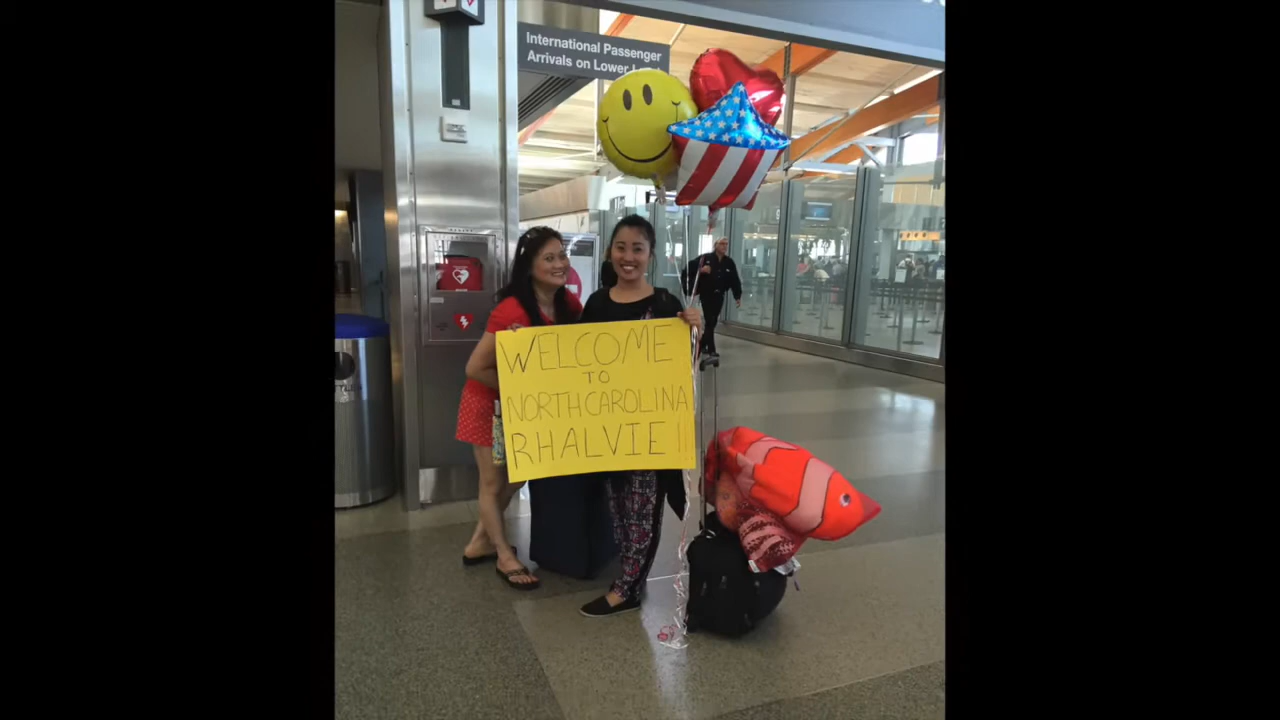 International Passenger
Arrivals on Lower
WELCOME
TO
NORTH CAROLINA
RHALVIE!!